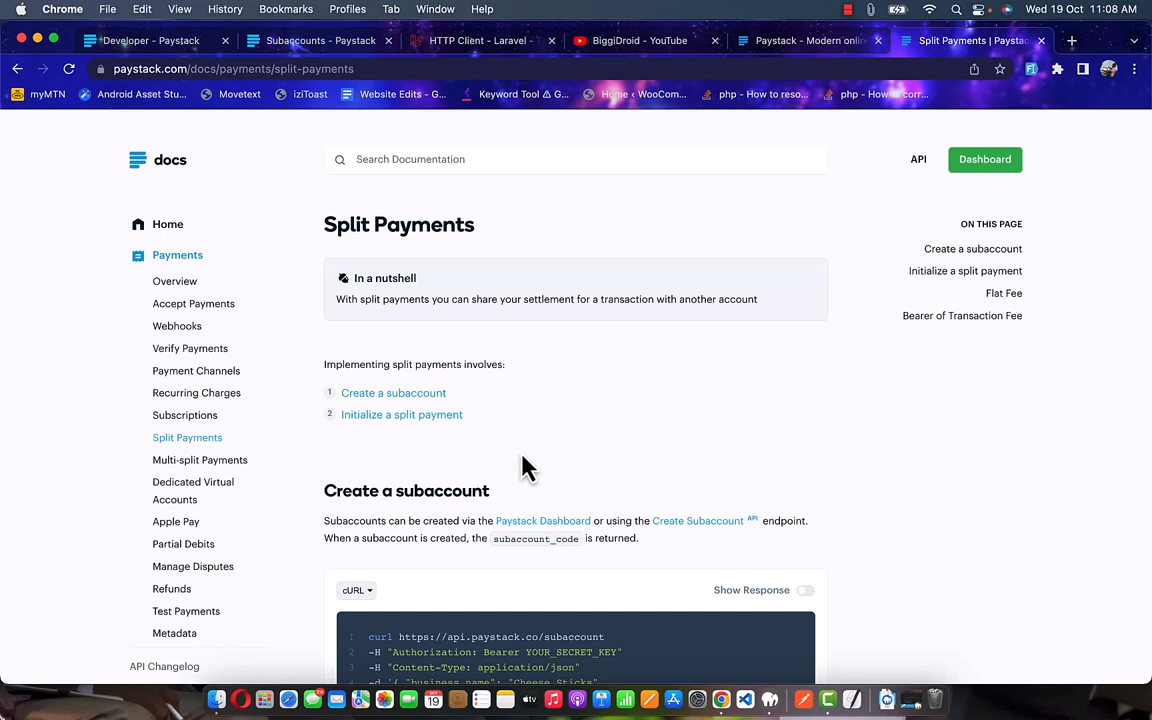 Chrome File Edit View History Bookmarks Profiles Tab Window Help Wed 19 Oct 11:08 AM
Developer - Paystack Subaccounts - Paystack HTTP Client - Laravel - BiggiDroid - YouTube Paystack - Modern onlin Split Payments | Paystac
paystack.com/docs/payments/split-payments
myMTN Android Asset Stu... Movetext iziToast Website Edits - G... Keyword Tool ⚠ G... Home ‹ WooCom... php - How to reso... php - How to corr...
docs
Search Documentation
API
Dashboard
Home
Payments
Overview
Accept Payments
Webhooks
Verify Payments
Payment Channels
Recurring Charges
Subscriptions
Split Payments
Multi-split Payments
Dedicated Virtual
Accounts
Apple Pay
Partial Debits
Manage Disputes
Refunds
Test Payments
Metadata
API Changelog
Split Payments
In a nutshell
With split payments you can share your settlement for a transaction with another account
Implementing split payments involves:
1 Create a subaccount
2 Initialize a split payment
Create a subaccount
Subaccounts can be created via the Paystack Dashboard or using the Create Subaccount API endpoint.
When a subaccount is created, the subaccount_code is returned.
cURL
Show Response
1 curl https://api.paystack.co/subaccount
2 -H "Authorization: Bearer YOUR_SECRET_KEY"
3 -H "Content-Type: application/json"
4 -d '{ "business_name": "Cheese Sticks",
ON THIS PAGE
Create a subaccount
Initialize a split payment
Flat Fee
Bearer of Transaction Fee